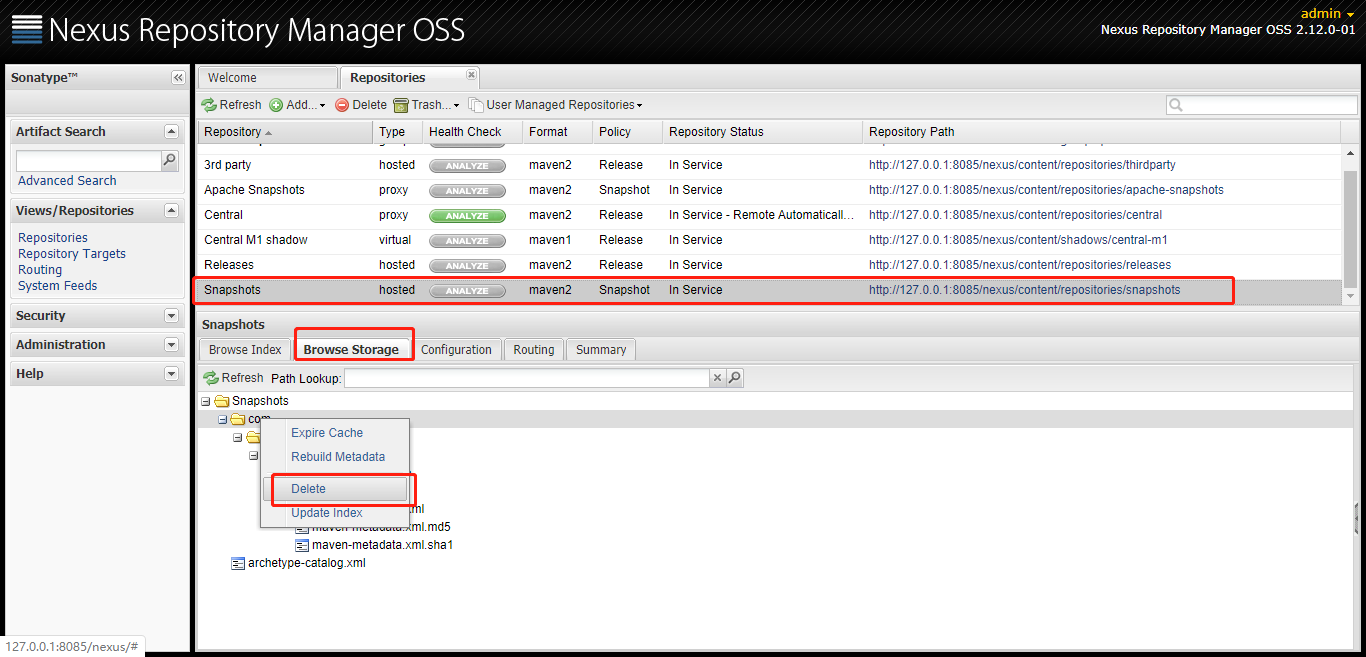 admin
Nexus Repository Manager OSS
Nexus Repository Manager OSS 2.12.0-01
Sonatype™
Welcome
Repositories
Refresh Add... Delete Trash... User Managed Repositories
Artifact Search
Advanced Search
Views/Repositories
Repositories
Repository Targets
Routing
System Feeds
Security
Administration
Help
Repository Type Health Check Format Policy Repository Status Repository Path
3rd party hosted ANALYZE maven2 Release In Service http://127.0.0.1:8085/nexus/content/repositories/thirdparty
Apache Snapshots proxy ANALYZE maven2 Snapshot In Service http://127.0.0.1:8085/nexus/content/repositories/apache-snapshots
Central proxy ANALYZE maven2 Release In Service - Remote Automaticall... http://127.0.0.1:8085/nexus/content/repositories/central
Central M1 shadow virtual ANALYZE maven1 Release In Service http://127.0.0.1:8085/nexus/content/shadows/central-m1
Releases hosted ANALYZE maven2 Release In Service http://127.0.0.1:8085/nexus/content/repositories/releases
Snapshots hosted ANALYZE maven2 Snapshot In Service http://127.0.0.1:8085/nexus/content/repositories/snapshots
Snapshots
Browse Index Browse Storage Configuration Routing Summary
Refresh Path Lookup:
Snapshots
com
Expire Cache
Rebuild Metadata
Delete
Update Index
maven-metadata.xml.md5
maven-metadata.xml.sha1
archetype-catalog.xml
127.0.0.1:8085/nexus/#